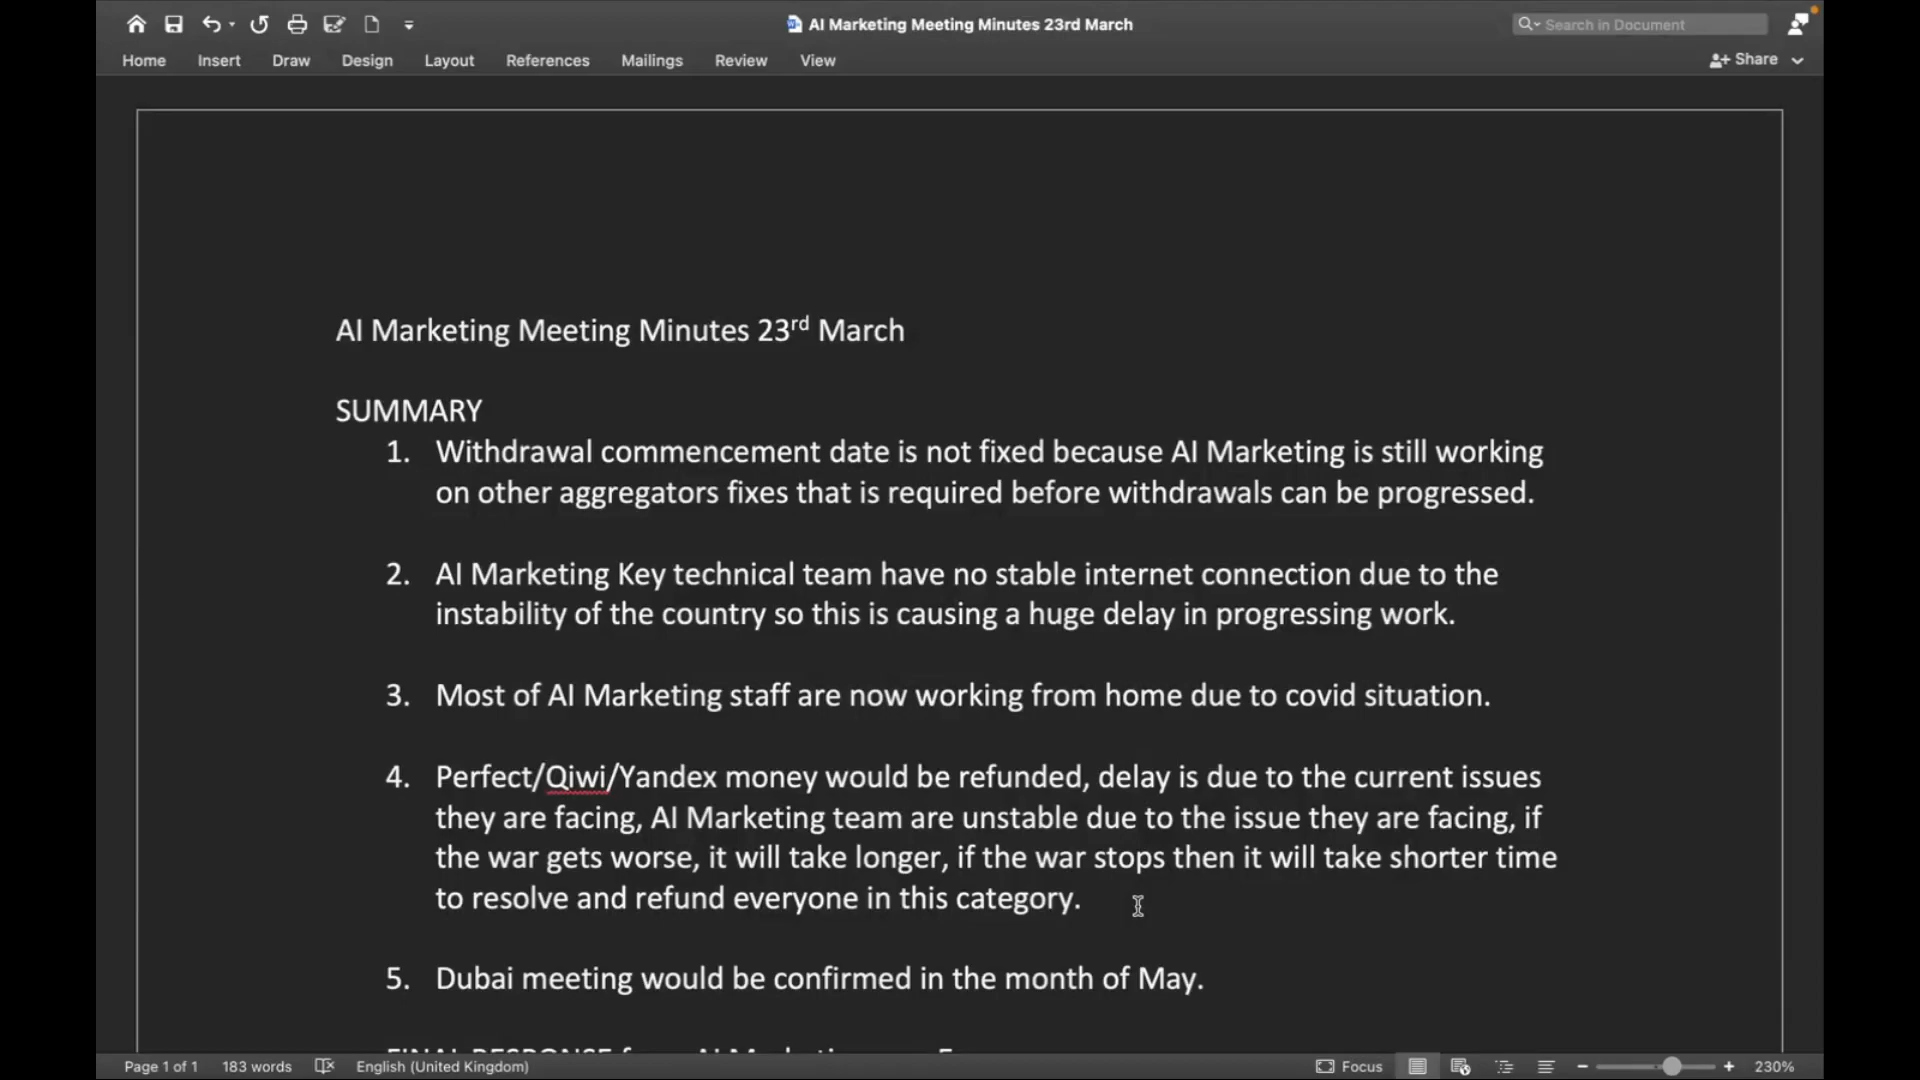 AI Marketing Meeting Minutes 23rd March
Search in Document
Home Insert Draw Design Layout References Mailings Review View Share
AI Marketing Meeting Minutes 23rd March
SUMMARY
1. Withdrawal commencement date is not fixed because AI Marketing is still working
on other aggregators fixes that is required before withdrawals can be progressed.
2. AI Marketing Key technical team have no stable internet connection due to the
instability of the country so this is causing a huge delay in progressing work.
3. Most of AI Marketing staff are now working from home due to covid situation.
4. Perfect/Qiwi/Yandex money would be refunded, delay is due to the current issues
they are facing, AI Marketing team are unstable due to the issue they are facing, if
the war gets worse, it will take longer, if the war stops then it will take shorter time
to resolve and refund everyone in this category.
5. Dubai meeting would be confirmed in the month of May.
FINAL RESPONSE from AI Marketing
Page 1 of 1 183 words English (United Kingdom) Focus 230%